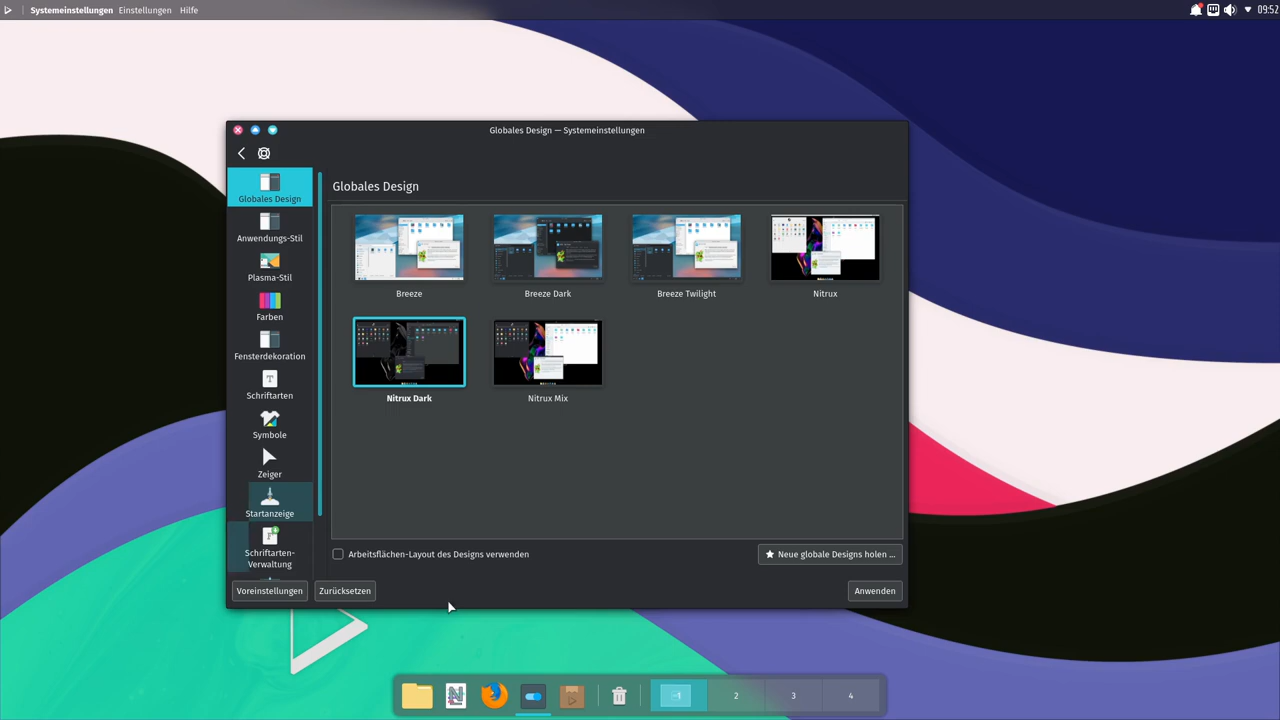 Systemeinstellungen Einstellungen Hilfe 09:52
Globales Design — Systemeinstellungen
Globales Design
Globales Design
Anwendungs-Stil
Plasma-Stil
Farben
Fensterdekoration
Schriftarten
Symbole
Zeiger
Startanzeige
Schriftarten-
Verwaltung
Breeze Breeze Dark Breeze Twilight Nitrux
Nitrux Dark Nitrux Mix
Arbeitsflächen-Layout des Designs verwenden Neue globale Designs holen ...
Voreinstellungen Zurücksetzen Anwenden
2 3 4